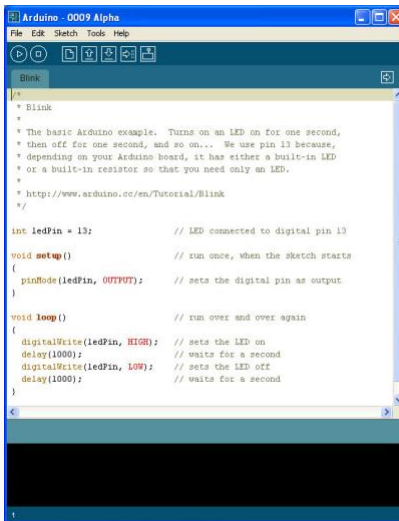 Arduino - 0009 Alpha
File Edit Sketch Tools Help
Blink
/*
 * Blink
 *
 * The basic Arduino example.  Turns on an LED on for one second,
 * then off for one second, and so on...  We use pin 13 because,
 * depending on your Arduino board, it has either a built-in LED
 * or a built-in resistor so that you need only an LED.
 *
 * http://www.arduino.cc/en/Tutorial/Blink
 */
int ledPin = 13;                // LED connected to digital pin 13
void setup()                    // run once, when the sketch starts
{
  pinMode(ledPin, OUTPUT);      // sets the digital pin as output
}
void loop()                     // run over and over again
{
  digitalWrite(ledPin, HIGH);   // sets the LED on
  delay(1000);                  // waits for a second
  digitalWrite(ledPin, LOW);    // sets the LED off
  delay(1000);                  // waits for a second
}
1